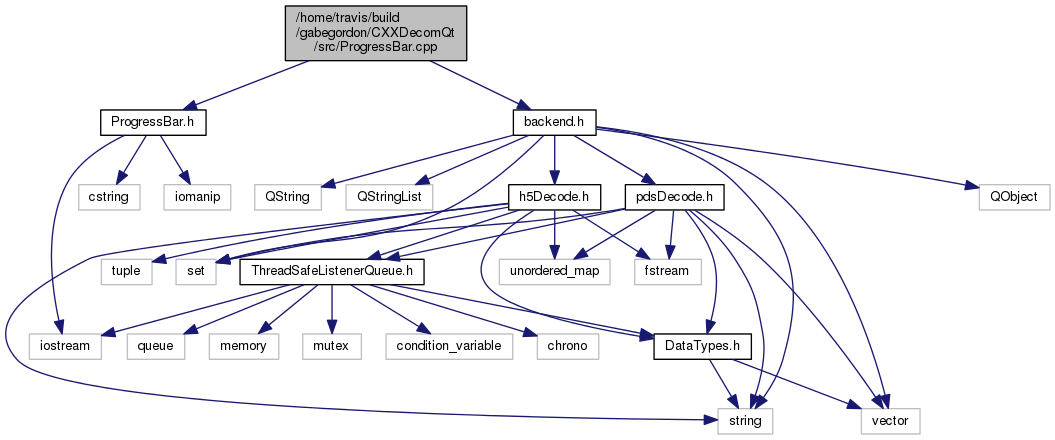 /home/travis/build
/gabegordon/CXXDecomQt
/src/ProgressBar.cpp
ProgressBar.h
backend.h
cstring
iomanip
QString
QStringList
h5Decode.h
pdsDecode.h
QObject
tuple
set
ThreadSafeListenerQueue.h
unordered_map
fstream
iostream
queue
memory
mutex
condition_variable
chrono
DataTypes.h
string
vector